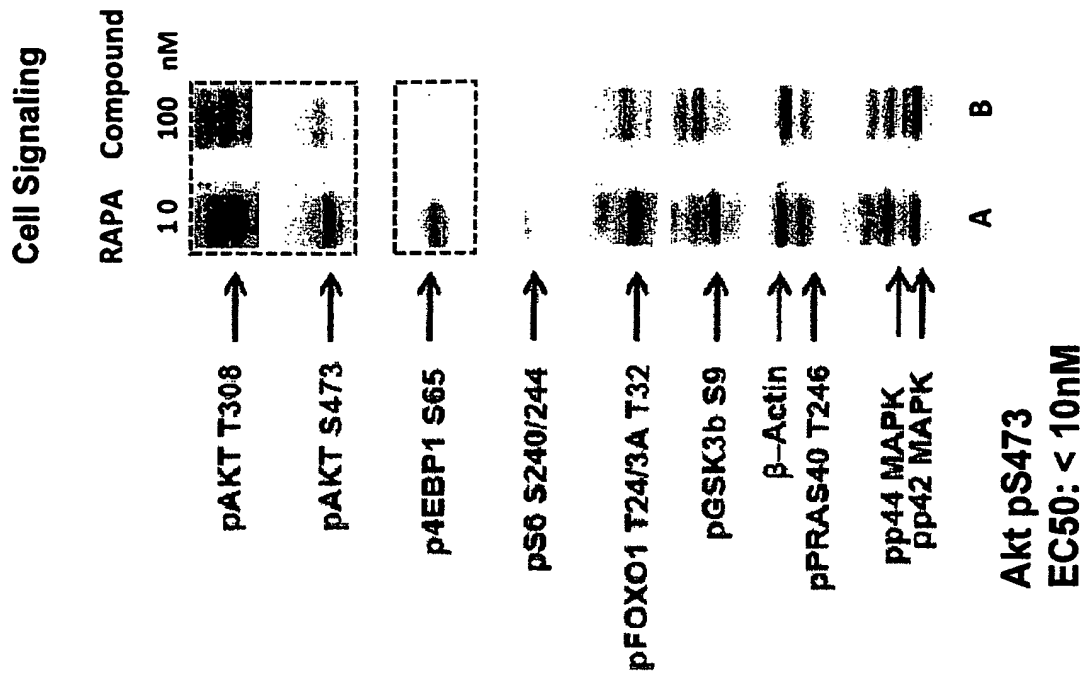 Cell Signaling
RAPA Compound
10 100 nM
pAKT T308
pAKT S473
p4EBP1 S65
pS6 S240/244
pFOXO1 T24/3A T32
pGSK3b S9
β-Actin
pPRAS40 T246
pp44 MAPK
pp42 MAPK
A B
Akt pS473
EC50: < 10nM